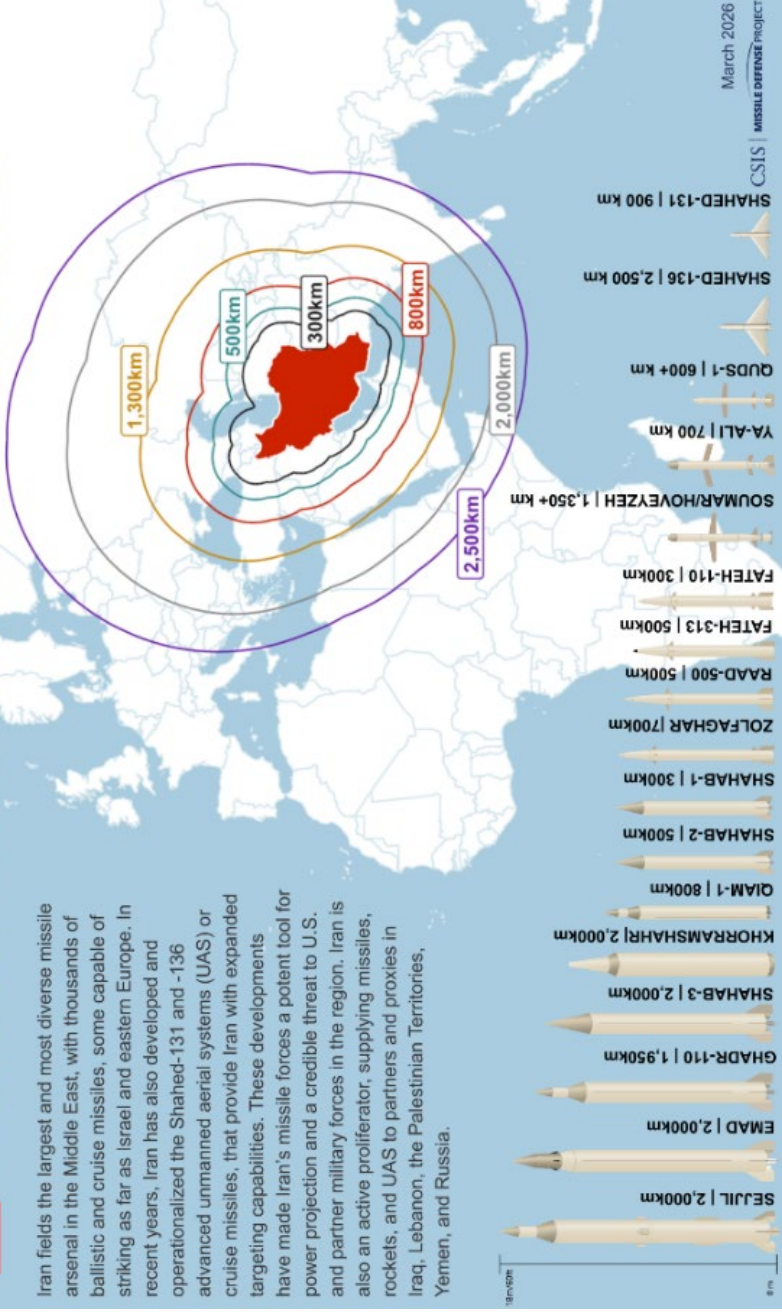 Iran fields the largest and most diverse missile
arsenal in the Middle East, with thousands of
ballistic and cruise missiles, some capable of
striking as far as Israel and eastern Europe. In
recent years, Iran has also developed and
operationalized the Shahed-131 and -136
advanced unmanned aerial systems (UAS) or
cruise missiles, that provide Iran with expanded
targeting capabilities. These developments
have made Iran's missile forces a potent tool for
power projection and a credible threat to U.S.
and partner military forces in the region. Iran is
also an active proliferator, supplying missiles,
rockets, and UAS to partners and proxies in
Iraq, Lebanon, the Palestinian Territories,
Yemen, and Russia.
1,300km
500km
300km
800km
2,000km
2,500km
18m/60ft
0 m
SEJJIL | 2,000km
EMAD | 2,000km
GHADR-110 | 1,950km
SHAHAB-3 | 2,000km
KHORRAMSHAHR| 2,000km
QIAM-1 | 800km
SHAHAB-2 | 500km
SHAHAB-1 | 300km
ZOLFAGHAR |700km
RAAD-500 | 500km
FATEH-313 | 500km
FATEH-110 | 300km
SOUMAR/HOVEYZEH | 1,350+ km
YA-ALI | 700 km
QUDS-1 | 600+ km
SHAHED-136 | 2,500 km
SHAHED-131 | 900 km
March 2026
CSIS | MISSILE DEFENSE PROJECT